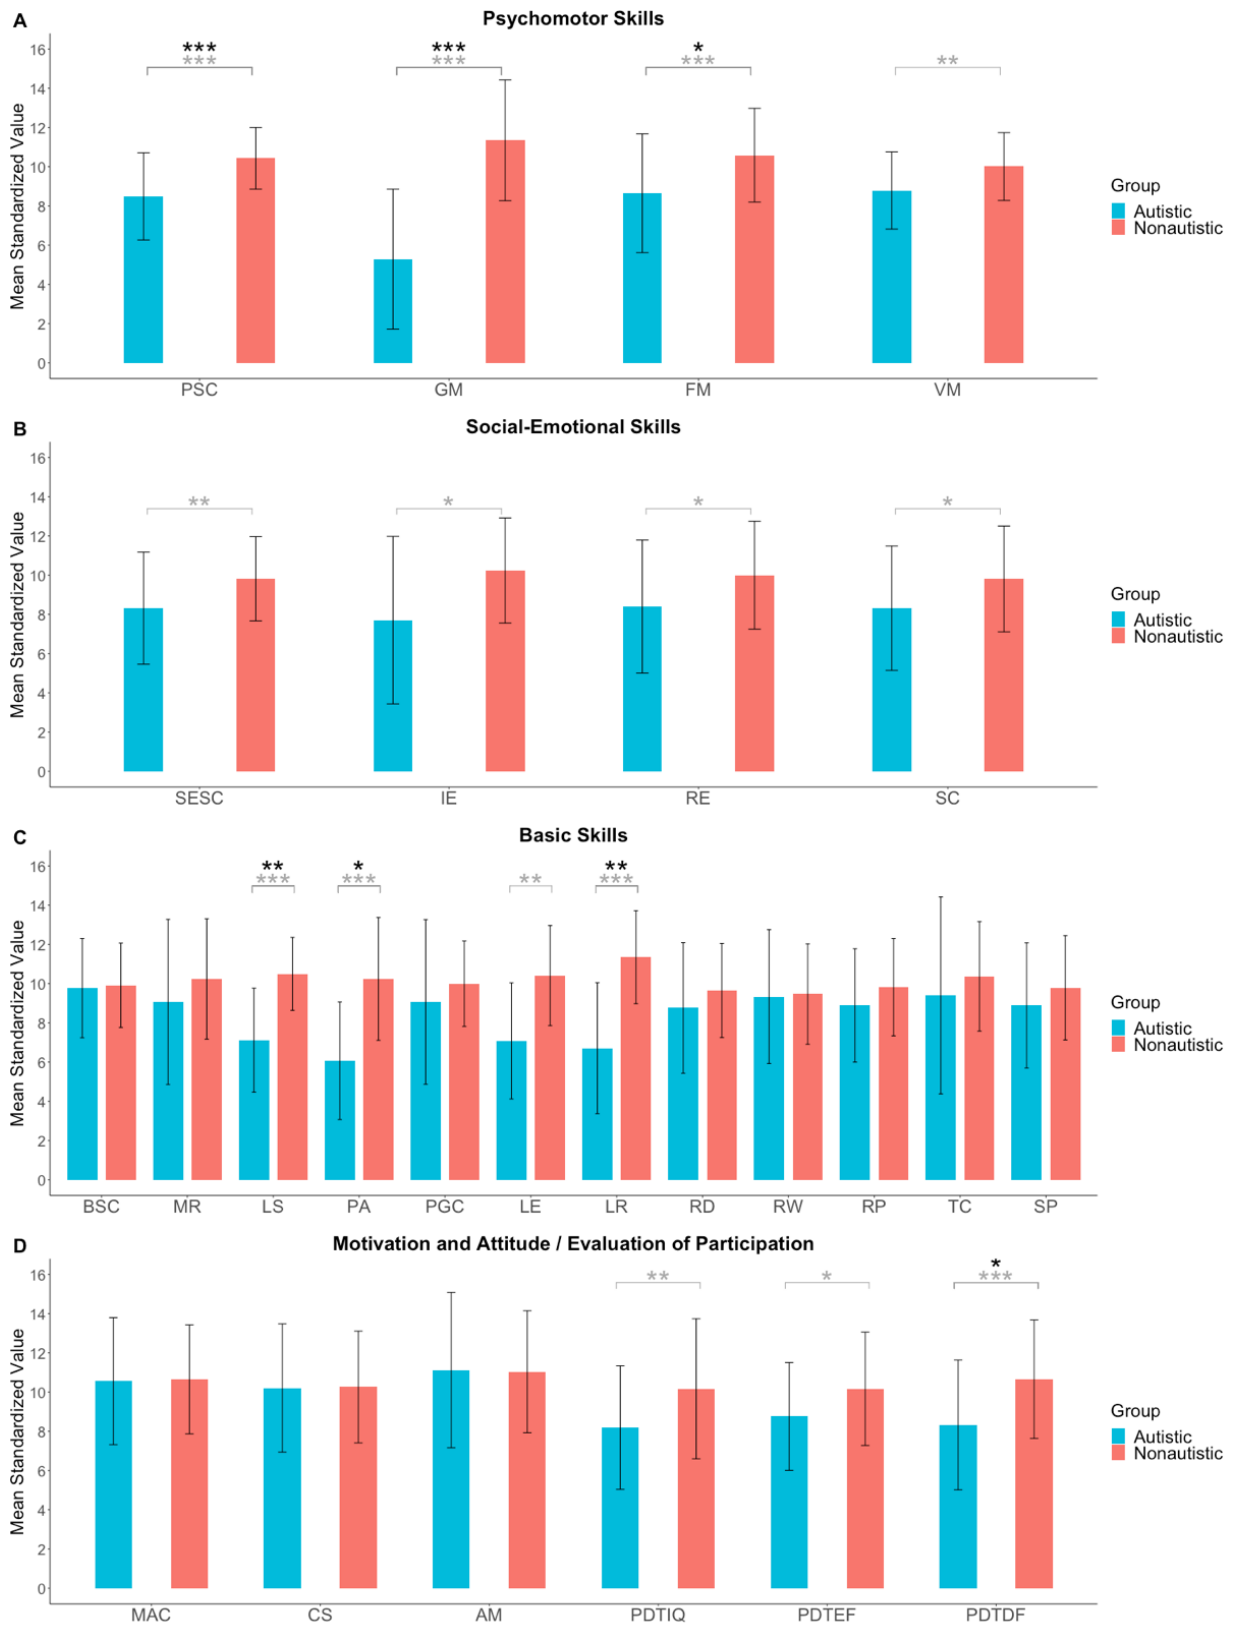 A
Psychomotor Skills
Mean Standardized Value
16
14
12
10
8
6
4
2
0
*** *** * 
*** *** *** **
PSC GM FM VM
Group
Autistic
Nonautistic
B
Social-Emotional Skills
Mean Standardized Value
16
14
12
10
8
6
4
2
0
** * * *
SESC IE RE SC
Group
Autistic
Nonautistic
C
Basic Skills
Mean Standardized Value
16
14
12
10
8
6
4
2
0
** * **
*** *** ** ***
BSC MR LS PA PGC LE LR RD RW RP TC SP
Group
Autistic
Nonautistic
D
Motivation and Attitude / Evaluation of Participation
Mean Standardized Value
16
14
12
10
8
6
4
2
0
*
** * ***
MAC CS AM PDTIQ PDTEF PDTDF
Group
Autistic
Nonautistic